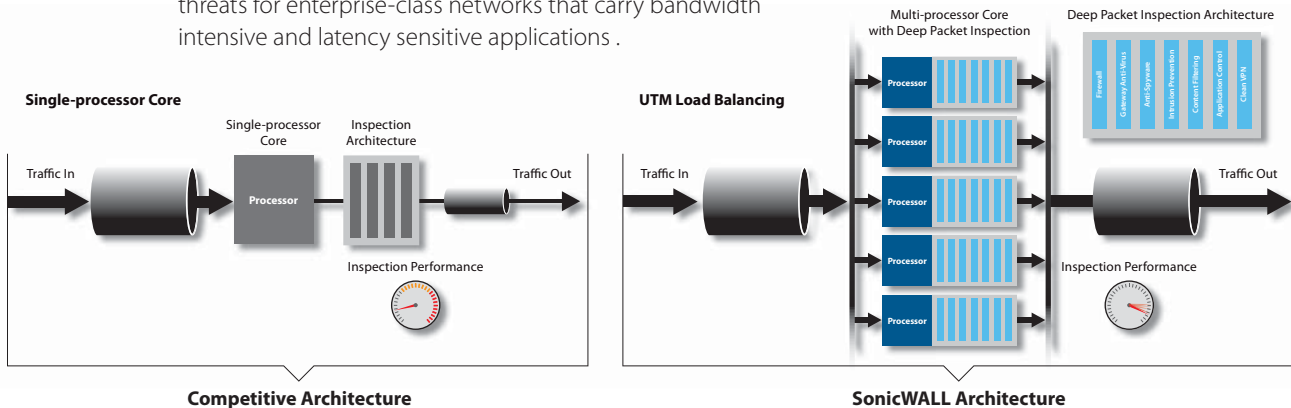 threats for enterprise-class networks that carry bandwidth
intensive and latency sensitive applications .
Single-processor Core
Single-processor
Core
Inspection
Architecture
Traffic In
Processor
Traffic Out
Inspection Performance
Competitive Architecture
UTM Load Balancing
Multi-processor Core
with Deep Packet Inspection
Deep Packet Inspection Architecture
Traffic In
Processor
Processor
Processor
Processor
Processor
Firewall
Gateway Anti-Virus
Anti-Spyware
Intrusion Prevention
Content Filtering
Application Control
Clean VPN
Traffic Out
Inspection Performance
SonicWALL Architecture